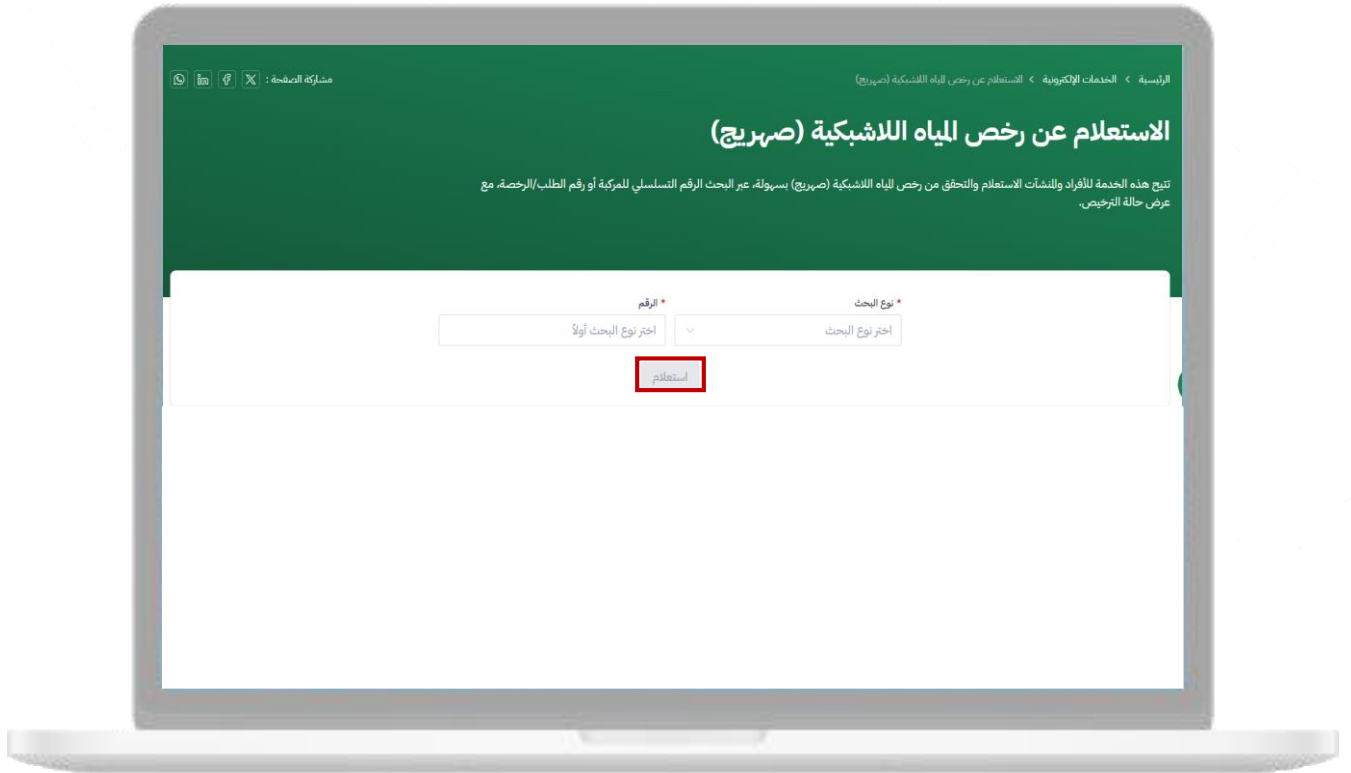 الرئيسية > الخدمات الإلكترونية > الاستعلام عن رخص المياه اللاشبكية (صهريج)
مشاركة الصفحة :
الاستعلام عن رخص المياه اللاشبكية (صهريج)
تتيح هذه الخدمة للأفراد والمنشآت الاستعلام والتحقق من رخص المياه اللاشبكية (صهريج) بسهولة، عبر البحث الرقم التسلسلي للمركبة أو رقم الطلب/الرخصة، مع
عرض حالة الترخيص.
* نوع البحث
* الرقم
اختر نوع البحث
اختر نوع البحث أولاً
استعلام